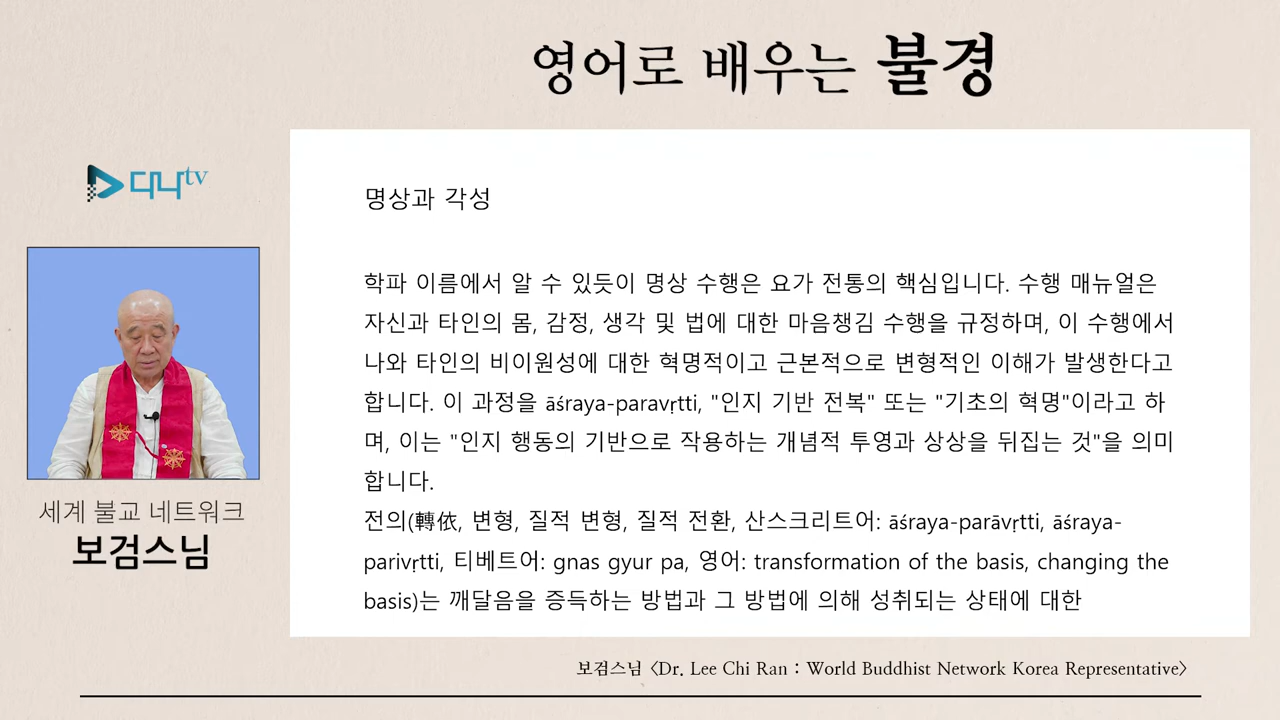 영어로 배우는 불경
디나tv
명상과 각성
학파 이름에서 알 수 있듯이 명상 수행은 요가 전통의 핵심입니다. 수행 매뉴얼은
자신과 타인의 몸, 감정, 생각 및 법에 대한 마음챙김 수행을 규정하며, 이 수행에서
나와 타인의 비이원성에 대한 혁명적이고 근본적으로 변형적인 이해가 발생한다고
합니다. 이 과정을 āśraya-paravṛtti, "인지 기반 전복" 또는 "기초의 혁명"이라고 하
며, 이는 "인지 행동의 기반으로 작용하는 개념적 투영과 상상을 뒤집는 것"을 의미
합니다.
전의(轉依, 변형, 질적 변형, 질적 전환, 산스크리트어: āśraya-parāvṛtti, āśraya-
parivṛtti, 티베트어: gnas gyur pa, 영어: transformation of the basis, changing the
basis)는 깨달음을 증득하는 방법과 그 방법에 의해 성취되는 상태에 대한
세계 불교 네트워크
보검스님
보검스님 <Dr. Lee Chi Ran : World Buddhist Network Korea Representative>